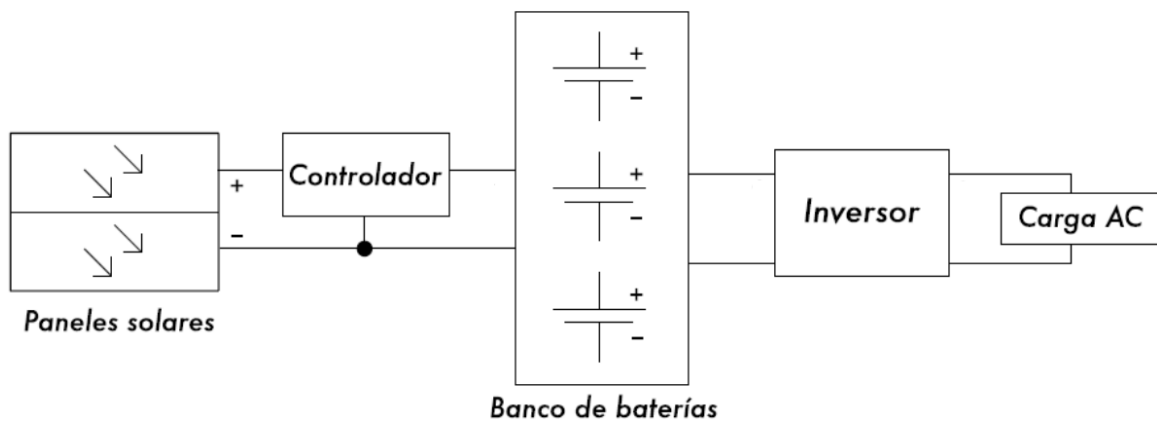 +
−
+
−
+
−
+
−
Controlador
Inversor
Carga AC
Paneles solares
Banco de baterías